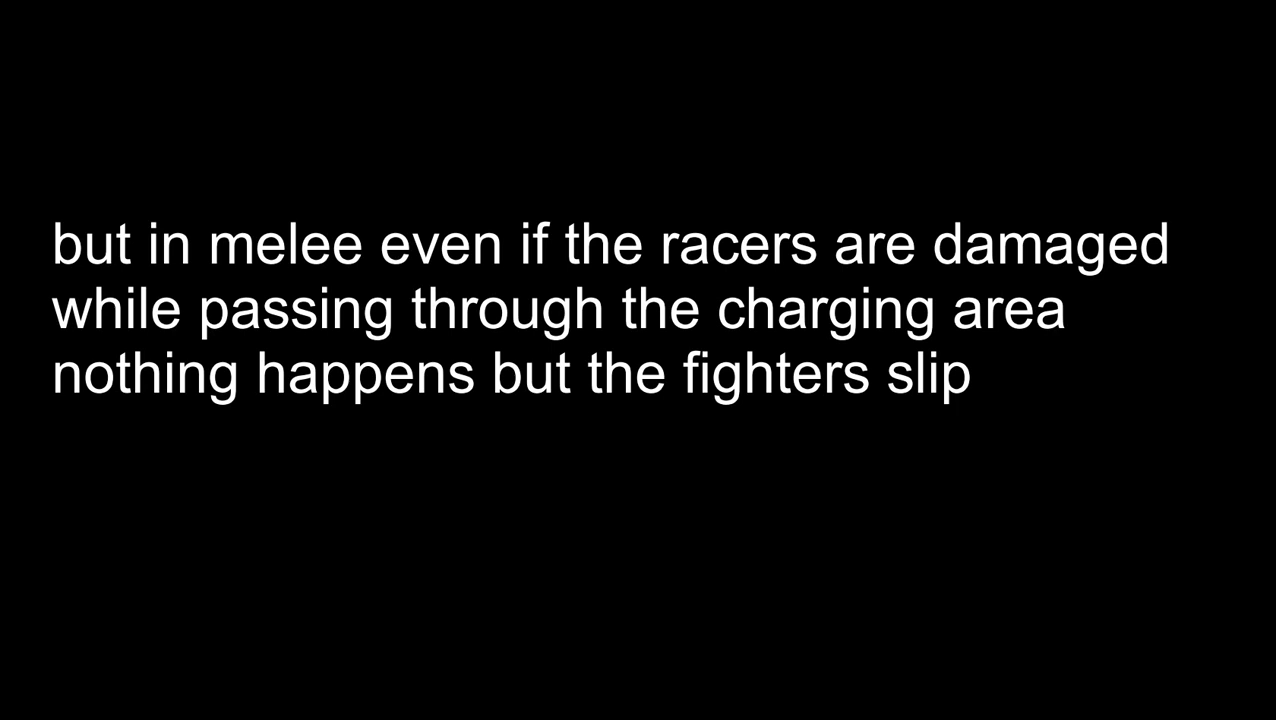 but in melee even if the racers are damaged
while passing through the charging area
nothing happens but the fighters slip